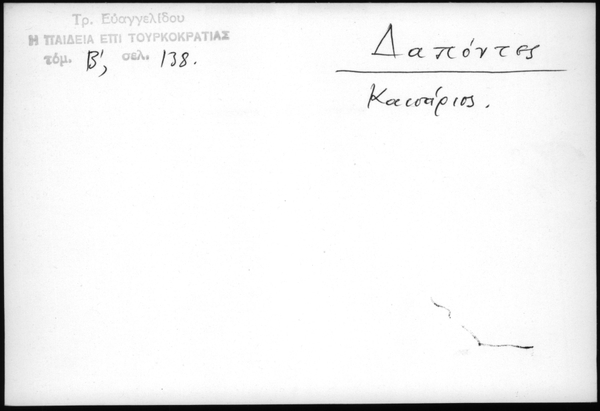 Τρ. Εὐαγγελίδου
Η ΠΑΙΔΕΙΑ ΕΠΙ ΤΟΥΡΚΟΚΡΑΤΙΑΣ
τόμ. Β', σελ. 138.
Δαπόντες
Καισάριος.